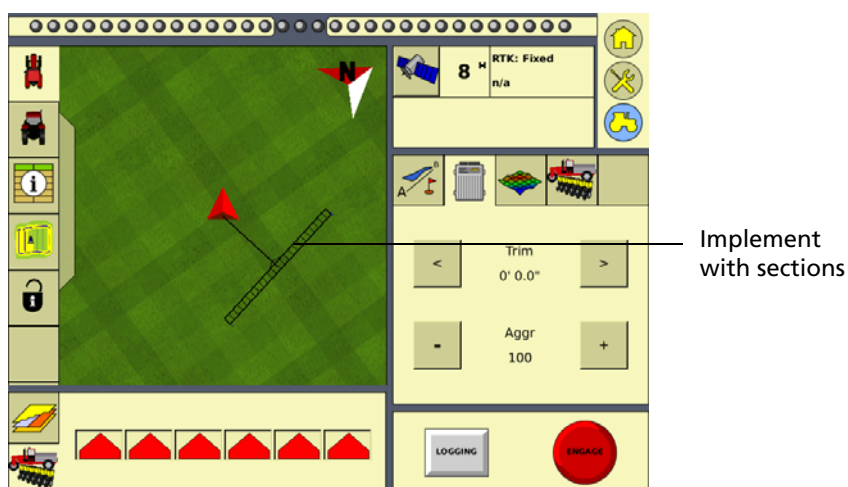 N
8 H
RTK: Fixed
n/a
A
B
i
<
Trim
0' 0.0"
>
-
Aggr
100
+
LOGGING
ENGAGE
Implement
with sections